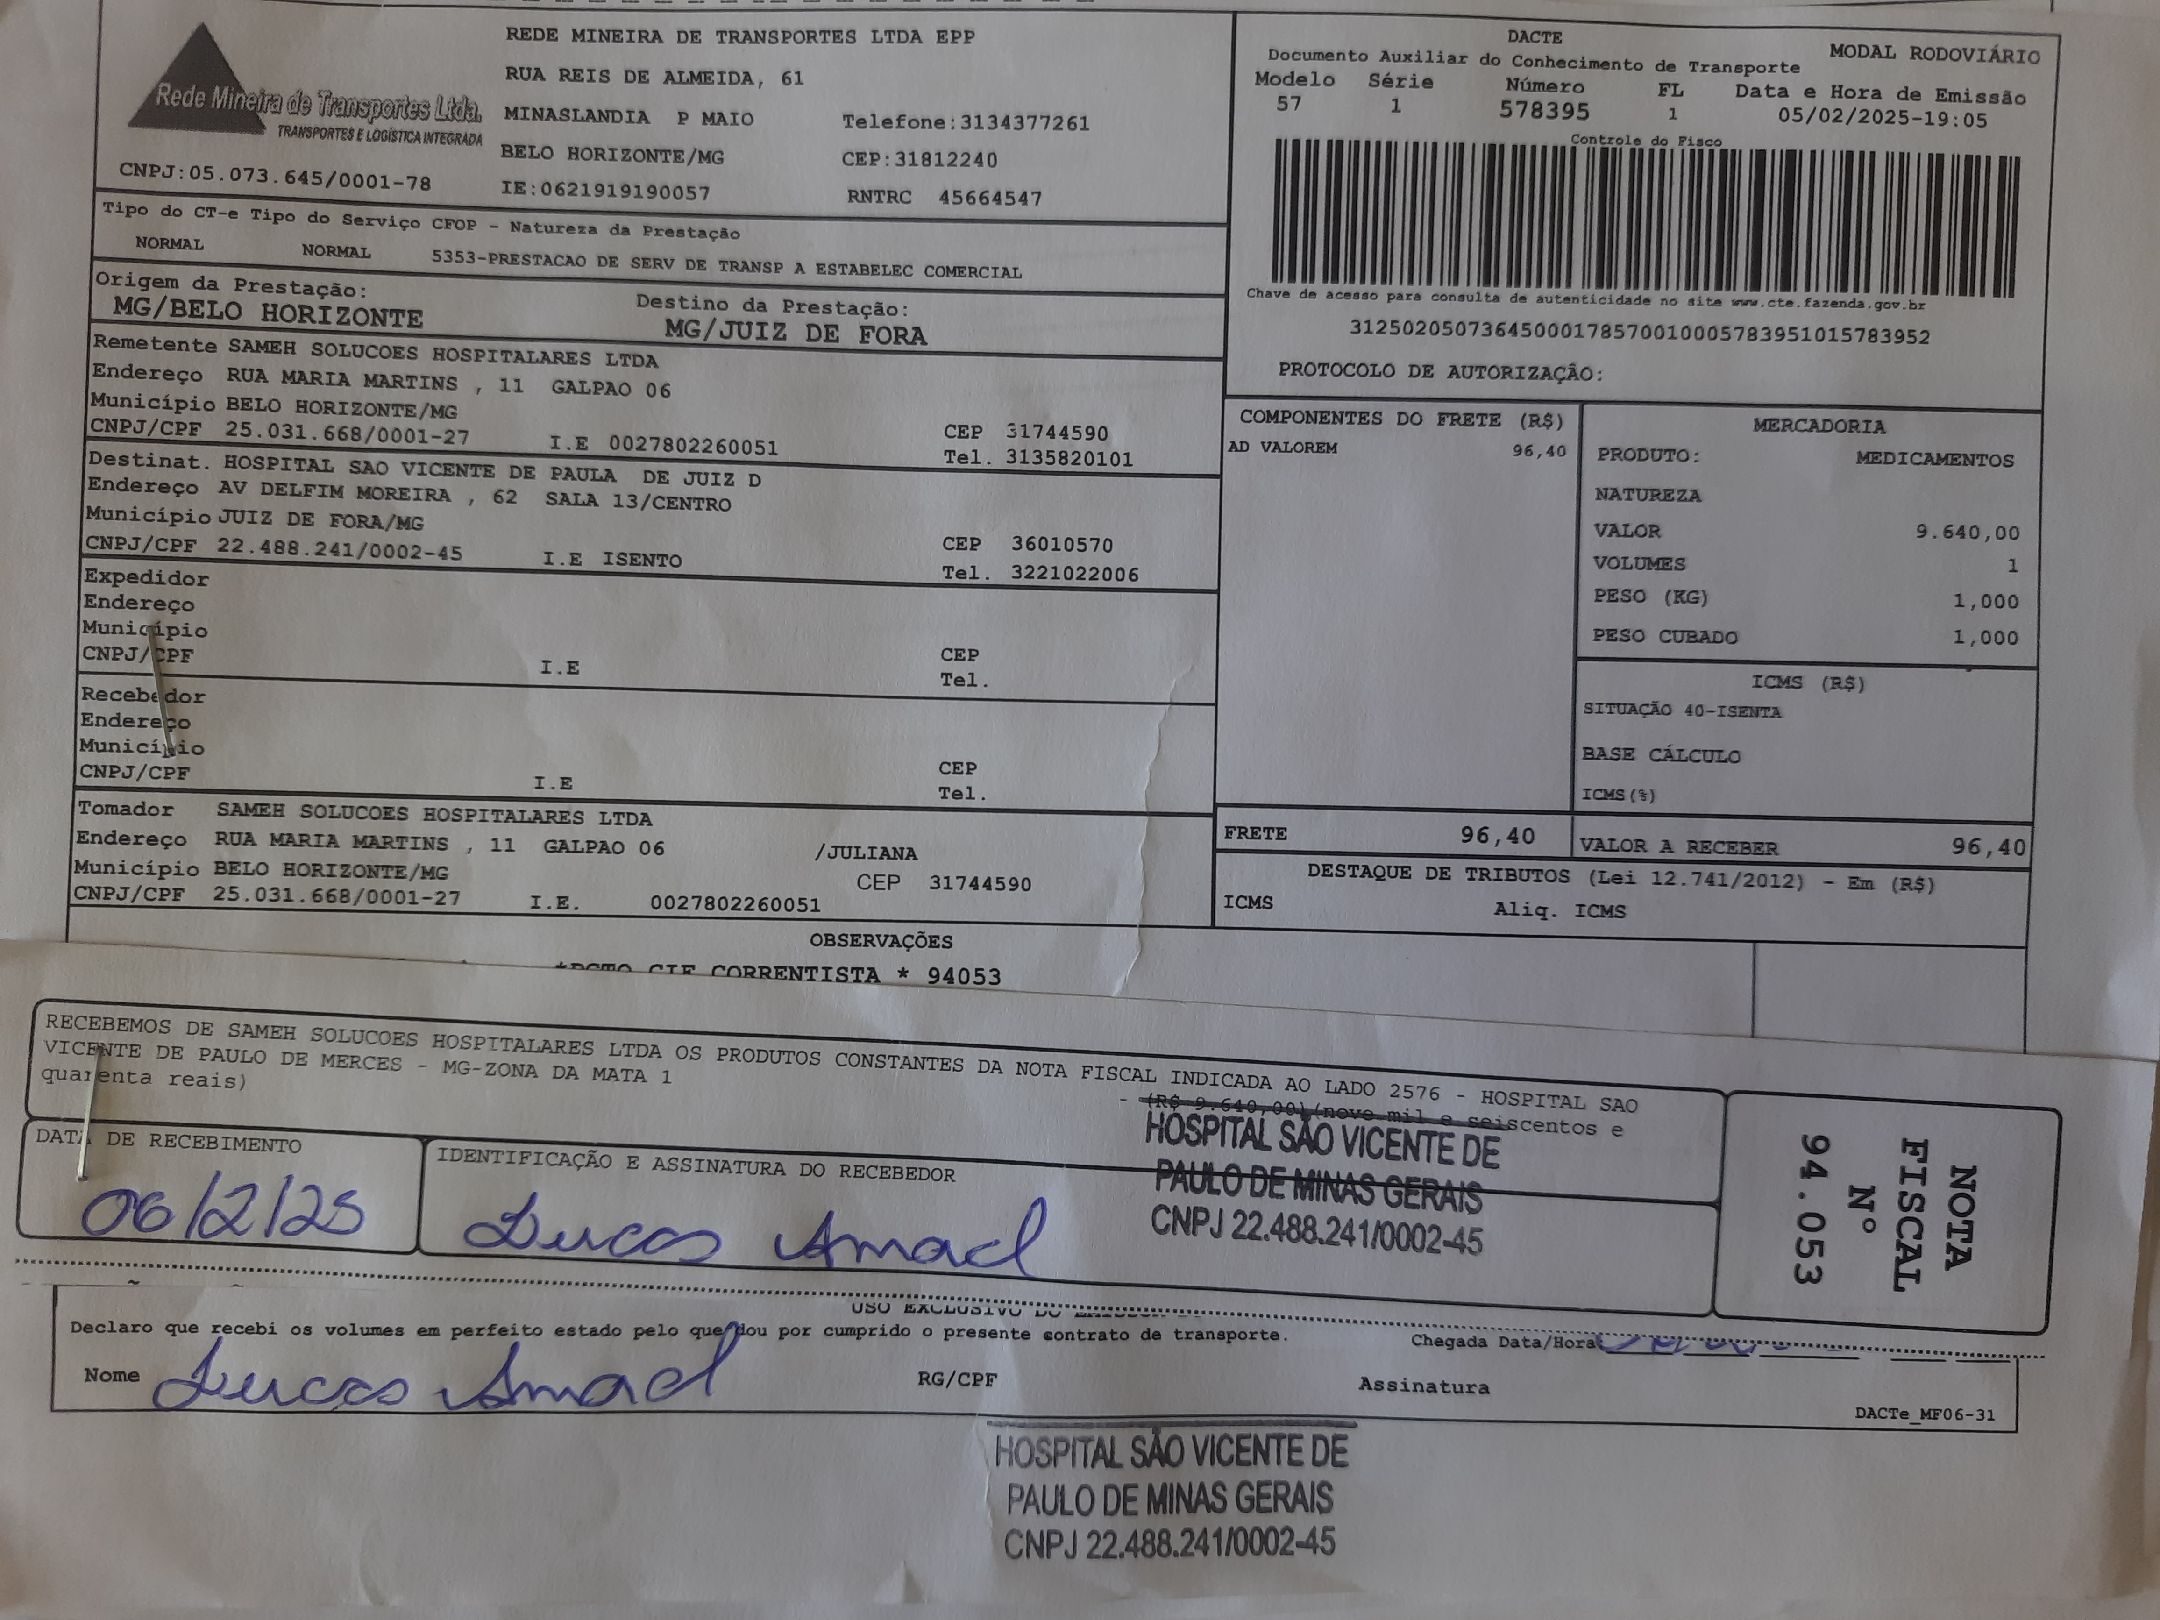 Rede Mineira de Transportes Ltda.
TRANSPORTES E LOGÍSTICA INTEGRADA
CNPJ:05.073.645/0001-78
REDE MINEIRA DE TRANSPORTES LTDA EPP
RUA REIS DE ALMEIDA, 61
MINASLANDIA P MAIO Telefone:3134377261
BELO HORIZONTE/MG CEP:31812240
IE:0621919190057 RNTRC 45664547
DACTE MODAL RODOVIÁRIO
Documento Auxiliar do Conhecimento de Transporte
Modelo Série Número FL Data e Hora de Emissão
57 1 578395 1 05/02/2025-19:05
Controle do Fisco
Chave de acesso para consulta de autenticidade no site www.cte.fazenda.gov.br
31250205073645000178570010005783951015783952
PROTOCOLO DE AUTORIZAÇÃO:
Tipo do CT-e Tipo do Serviço CFOP - Natureza da Prestação
NORMAL NORMAL 5353-PRESTACAO DE SERV DE TRANSP A ESTABELEC COMERCIAL
Origem da Prestação: Destino da Prestação:
MG/BELO HORIZONTE MG/JUIZ DE FORA
Remetente SAMEH SOLUCOES HOSPITALARES LTDA
Endereço RUA MARIA MARTINS , 11 GALPAO 06
Município BELO HORIZONTE/MG CEP 31744590
CNPJ/CPF 25.031.668/0001-27 I.E 0027802260051 Tel. 3135820101
Destinat. HOSPITAL SAO VICENTE DE PAULA DE JUIZ D
Endereço AV DELFIM MOREIRA , 62 SALA 13/CENTRO
Município JUIZ DE FORA/MG CEP 36010570
CNPJ/CPF 22.488.241/0002-45 I.E ISENTO Tel. 3221022006
Expedidor
Endereço
Município CEP
CNPJ/CPF I.E Tel.
Recebedor
Endereço
Município CEP
CNPJ/CPF I.E Tel.
Tomador SAMEH SOLUCOES HOSPITALARES LTDA
Endereço RUA MARIA MARTINS , 11 GALPAO 06 /JULIANA
Município BELO HORIZONTE/MG CEP 31744590
CNPJ/CPF 25.031.668/0001-27 I.E. 0027802260051
COMPONENTES DO FRETE (R$)
AD VALOREM 96,40
MERCADORIA
PRODUTO: MEDICAMENTOS
NATUREZA
VALOR 9.640,00
VOLUMES 1
PESO (KG) 1,000
PESO CUBADO 1,000
ICMS (R$)
SITUAÇÃO 40-ISENTA
BASE CÁLCULO
ICMS(%)
FRETE 96,40 VALOR A RECEBER 96,40
DESTAQUE DE TRIBUTOS (Lei 12.741/2012) - Em (R$)
ICMS Aliq. ICMS
OBSERVAÇÕES
*DCTO CIF CORRENTISTA * 94053
RECEBEMOS DE SAMEH SOLUCOES HOSPITALARES LTDA OS PRODUTOS CONSTANTES DA NOTA FISCAL INDICADA AO LADO 2576 - HOSPITAL SAO
VICENTE DE PAULO DE MERCES - MG-ZONA DA MATA 1 - (R$ 9.640,00)(nove mil e seiscentos e
quarenta reais)
DATA DE RECEBIMENTO IDENTIFICAÇÃO E ASSINATURA DO RECEBEDOR
06/2/25 Lucas Amael
HOSPITAL SÃO VICENTE DE
PAULO DE MINAS GERAIS
CNPJ 22.488.241/0002-45
NOTA
FISCAL
Nº
94.053
USO EXCLUSIVO DO
Declaro que recebi os volumes em perfeito estado pelo que dou por cumprido o presente contrato de transporte. Chegada Data/Hora
Nome Lucas Amael RG/CPF Assinatura
DACTe_MF06-31
HOSPITAL SÃO VICENTE DE
PAULO DE MINAS GERAIS
CNPJ 22.488.241/0002-45